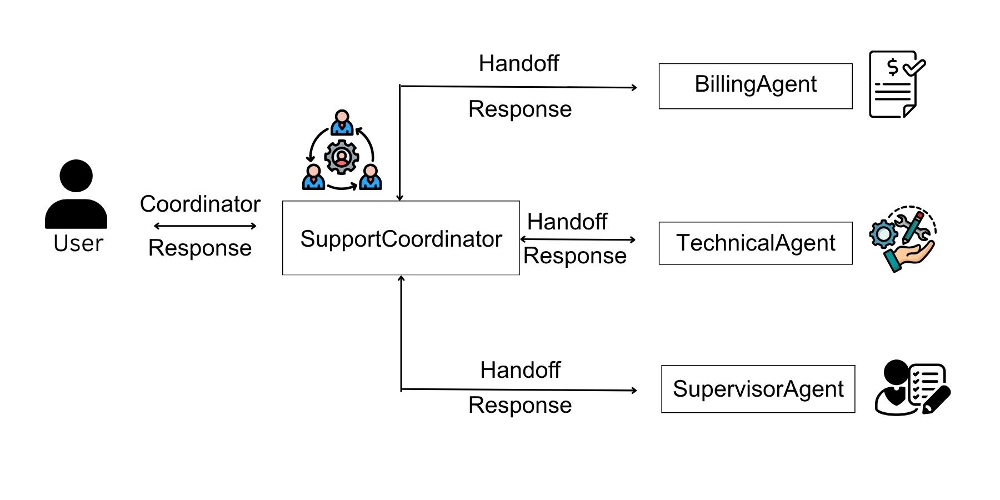 Handoff
Response
BillingAgent
$
Coordinator
Response
User
SupportCoordinator
Handoff
Response
TechnicalAgent
Handoff
Response
SupervisorAgent